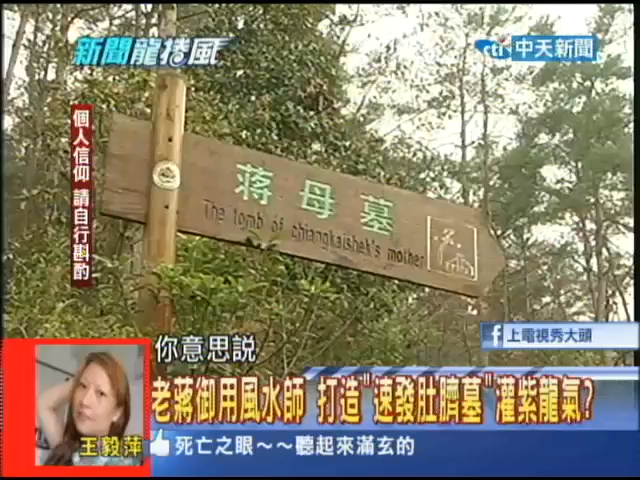 新聞龍捲風
cti 中天新聞
個人信仰 請自行斟酌
蔣母墓
The tomb of chiangkaishek's mother
f 上電視秀大頭
你意思說
老蔣御用風水師 打造"速發肚臍墓"灌紫龍氣?
王毅萍
死亡之眼～～聽起來滿玄的